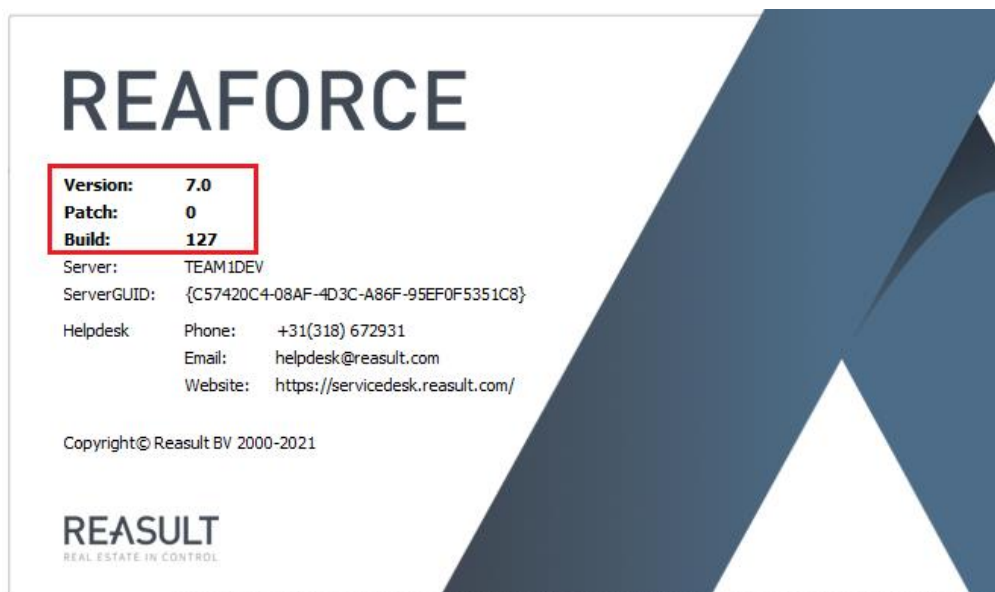 REAFORCE
Version: 7.0
Patch: 0
Build: 127
Server: TEAM1DEV
ServerGUID: {C57420C4-08AF-4D3C-A86F-95EF0F5351C8}
Helpdesk Phone: +31(318) 672931
Email: helpdesk@reasult.com
Website: https://servicedesk.reasult.com/
Copyright© Reasult BV 2000-2021
REASULT
REAL ESTATE IN CONTROL